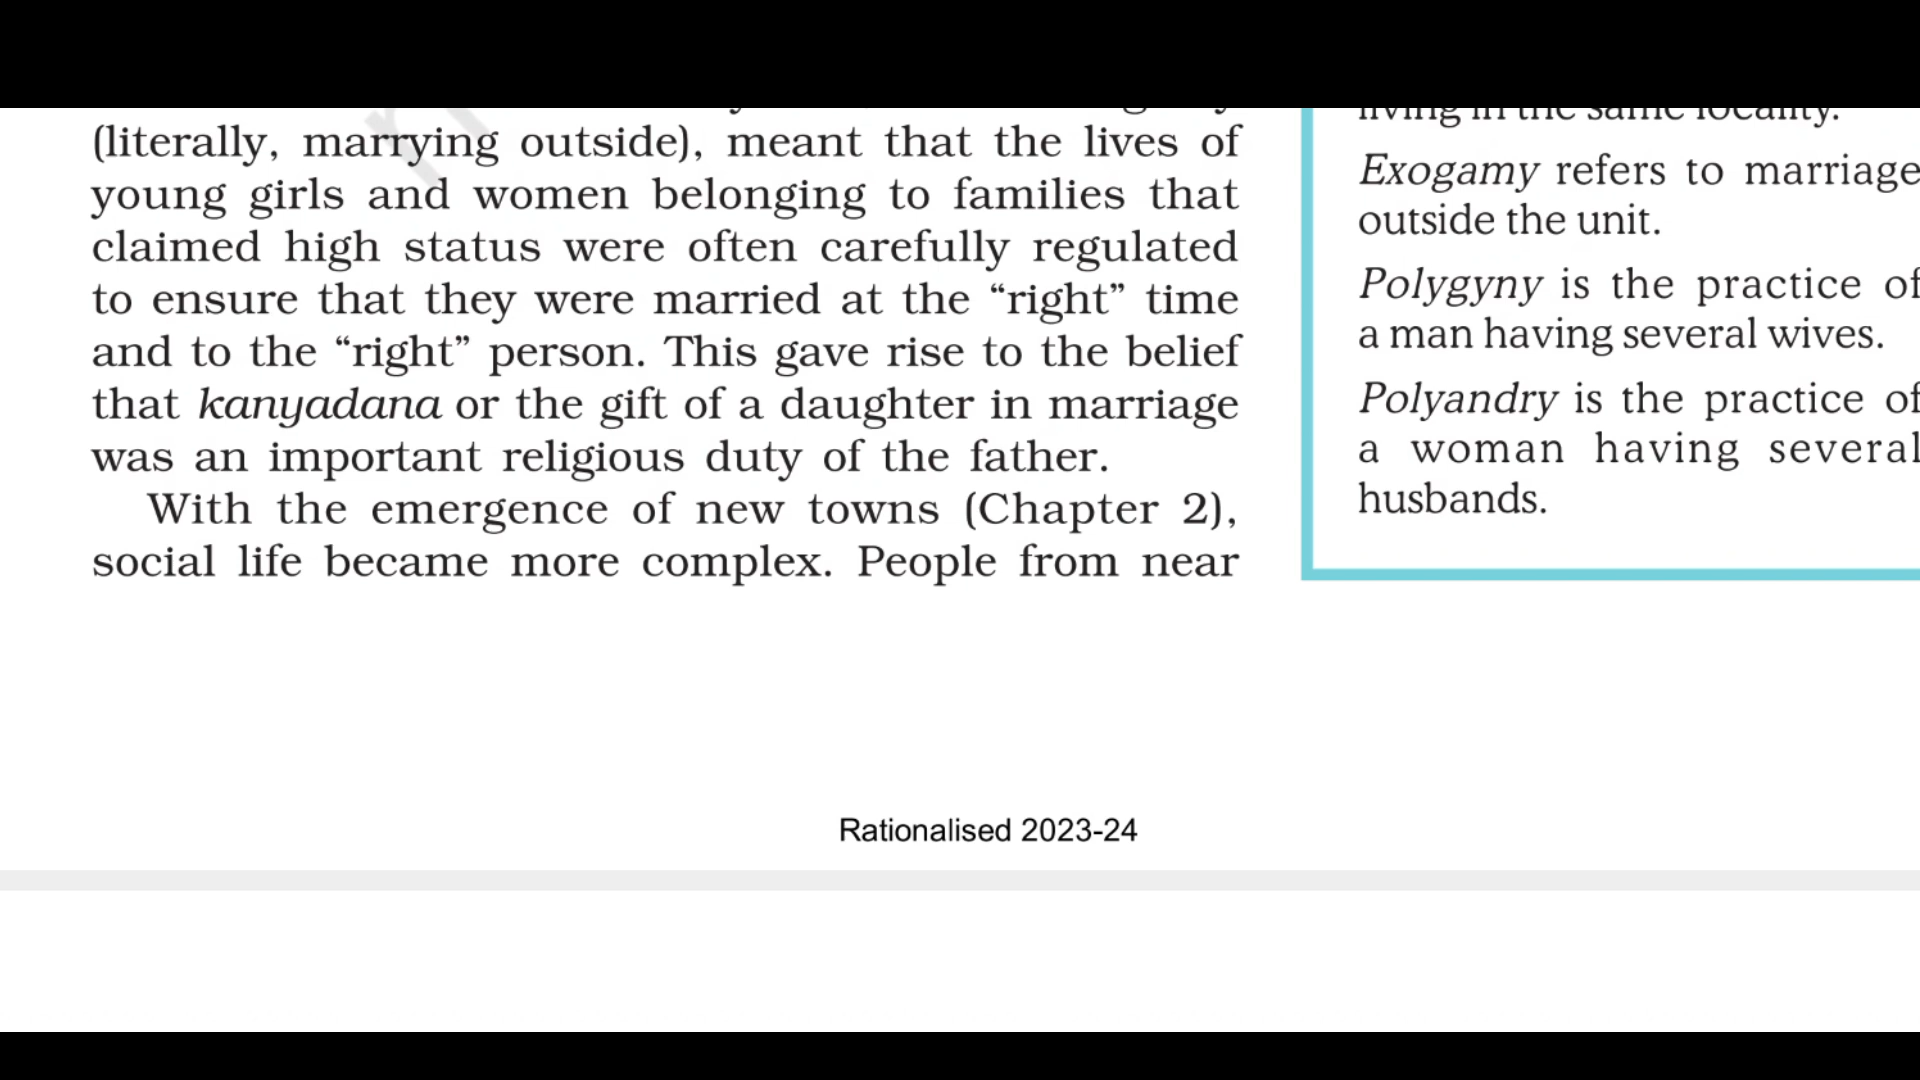 (literally, marrying outside), meant that the lives of
young girls and women belonging to families that
claimed high status were often carefully regulated
to ensure that they were married at the “right” time
and to the “right” person. This gave rise to the belief
that kanyadana or the gift of a daughter in marriage
was an important religious duty of the father.
With the emergence of new towns (Chapter 2),
social life became more complex. People from near
living in the same locality.
Exogamy refers to marriage
outside the unit.
Polygyny is the practice of
a man having several wives.
Polyandry is the practice of
a woman having several
husbands.
Rationalised 2023-24